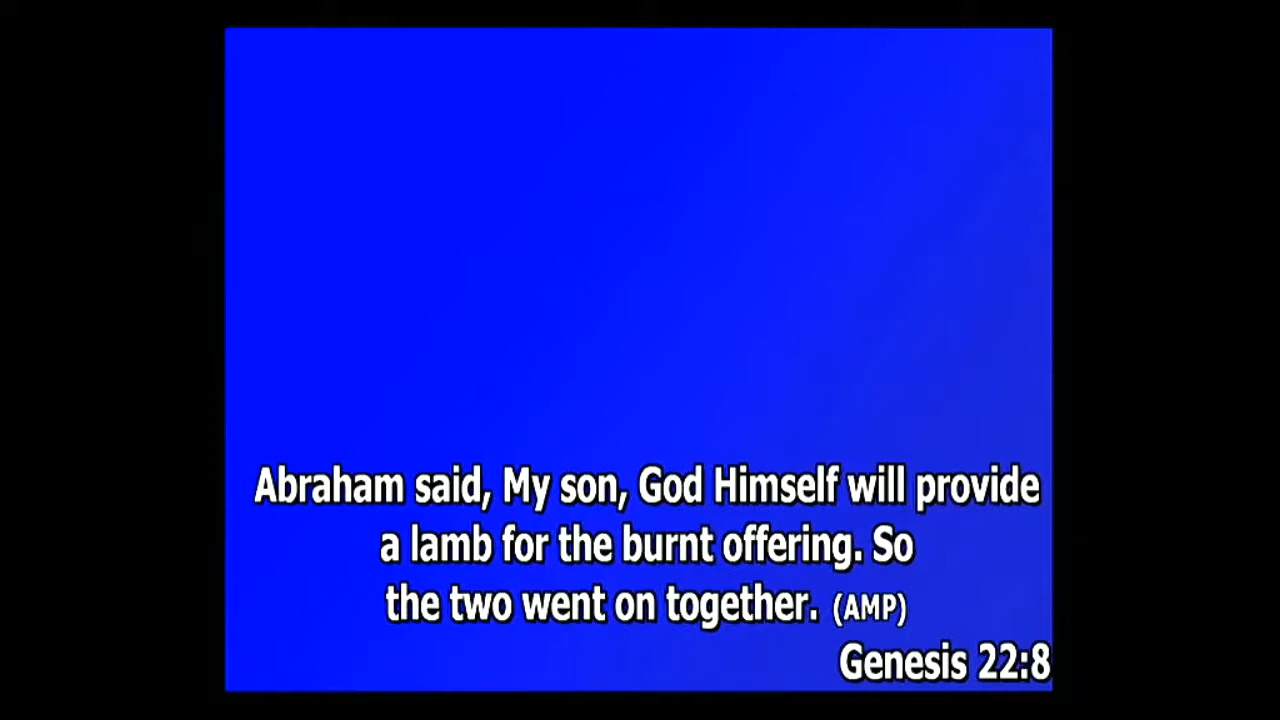 Abraham said, My son, God Himself will provide
a lamb for the burnt offering. So
the two went on together. (AMP)
Genesis 22:8